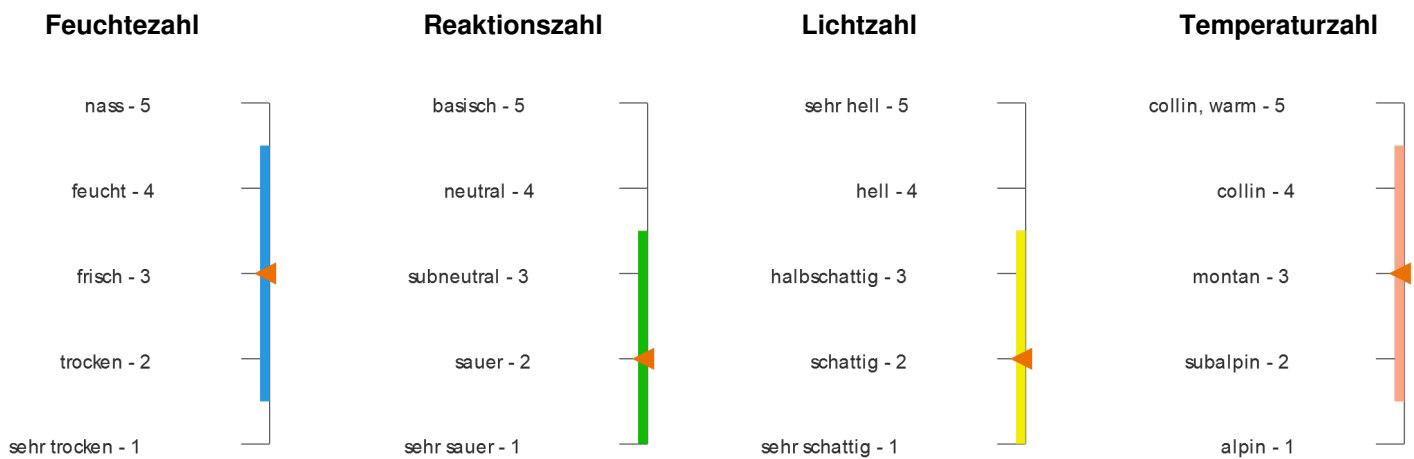 Feuchtezahl
nass - 5
feucht - 4
frisch - 3
trocken - 2
sehr trocken - 1
Reaktionszahl
basisch - 5
neutral - 4
subneutral - 3
sauer - 2
sehr sauer - 1
Lichtzahl
sehr hell - 5
hell - 4
halbschattig - 3
schattig - 2
sehr schattig - 1
Temperaturzahl
collin, warm - 5
collin - 4
montan - 3
subalpin - 2
alpin - 1